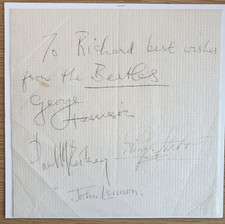 To Richard best wishes
from the Beatles
George
Harrison
Paul McCartney Ringo Starr
John Lennon.